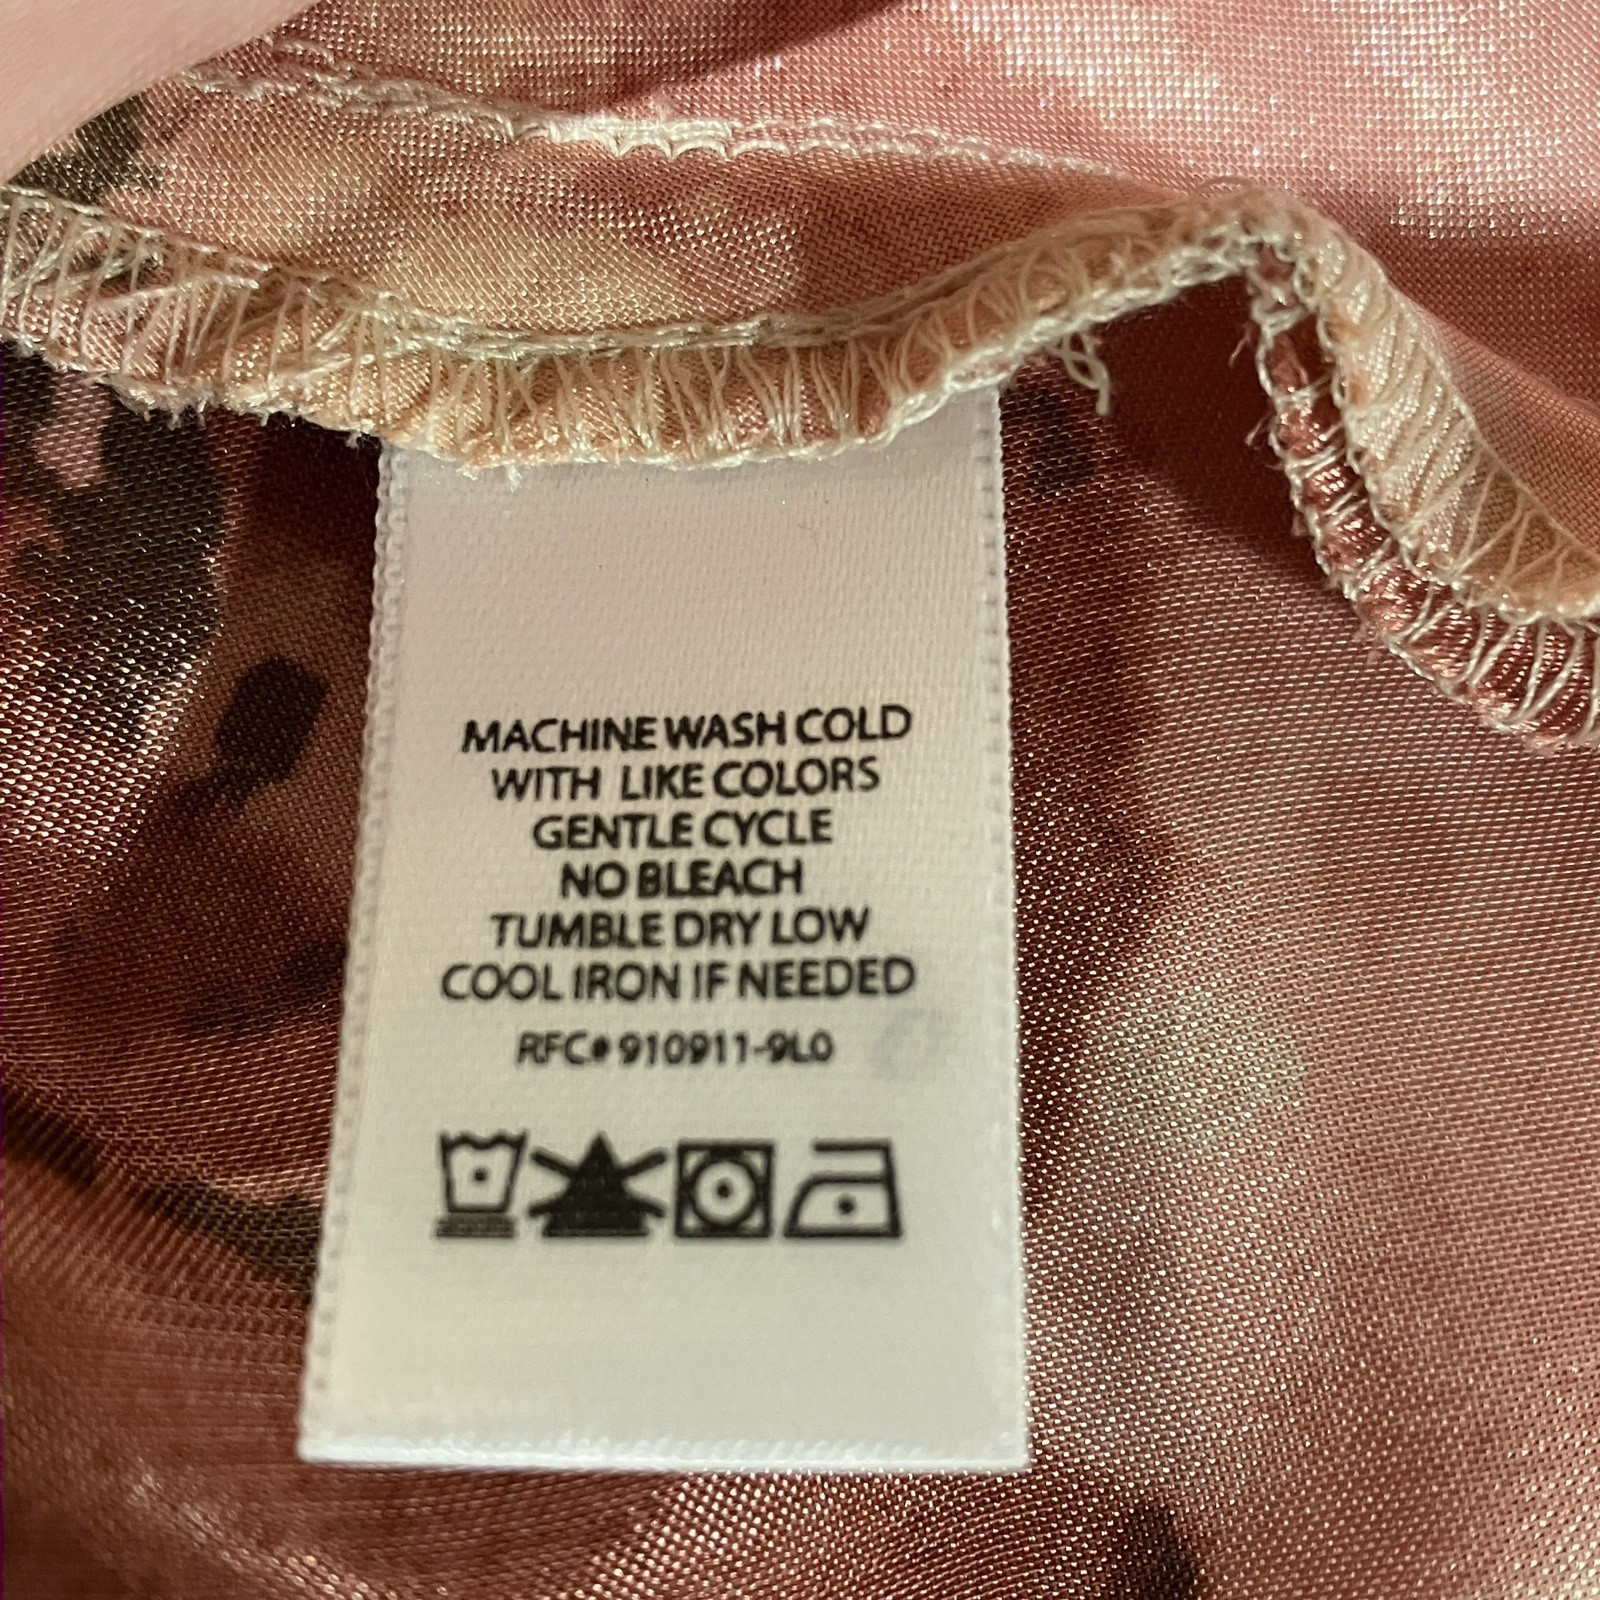 MACHINE WASH COLD
WITH LIKE COLORS
GENTLE CYCLE
NO BLEACH
TUMBLE DRY LOW
COOL IRON IF NEEDED
RFC# 910911-9L0